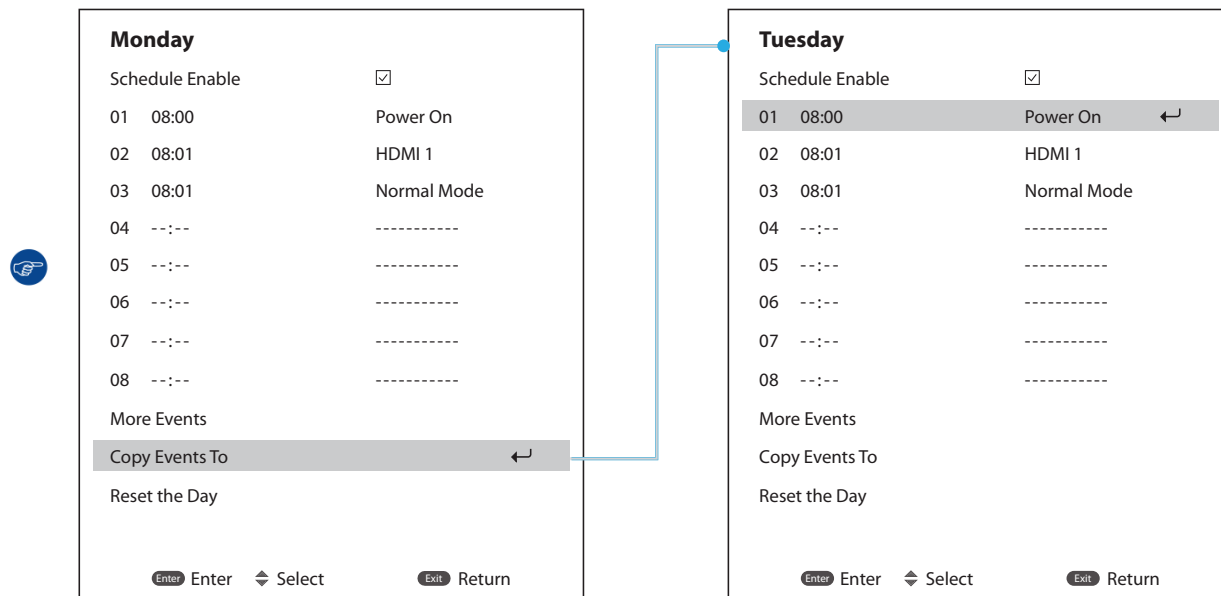 Monday
Schedule Enable ☑
01 08:00 Power On
02 08:01 HDMI 1
03 08:01 Normal Mode
04 --:-- -----------
05 --:-- -----------
06 --:-- -----------
07 --:-- -----------
08 --:-- -----------
More Events
Copy Events To ↵
Reset the Day
Enter Enter Select Exit Return
Tuesday
Schedule Enable ☑
01 08:00 Power On ↵
02 08:01 HDMI 1
03 08:01 Normal Mode
04 --:-- -----------
05 --:-- -----------
06 --:-- -----------
07 --:-- -----------
08 --:-- -----------
More Events
Copy Events To
Reset the Day
Enter Enter Select Exit Return